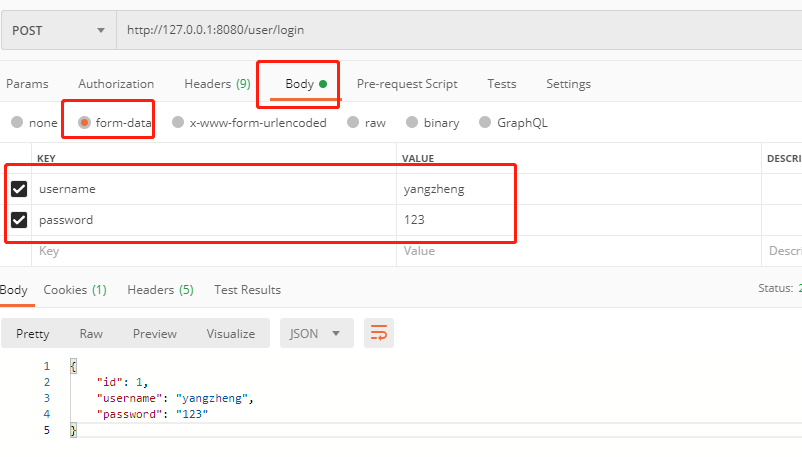 POST http://127.0.0.1:8080/user/login
Params Authorization Headers (9) Body Pre-request Script Tests Settings
none form-data x-www-form-urlencoded raw binary GraphQL
KEY VALUE DESCRI
username yangzheng
password 123
Key Value Descri
Body Cookies (1) Headers (5) Test Results Status: 2
Pretty Raw Preview Visualize JSON
1 {
2 "id": 1,
3 "username": "yangzheng",
4 "password": "123"
5 }